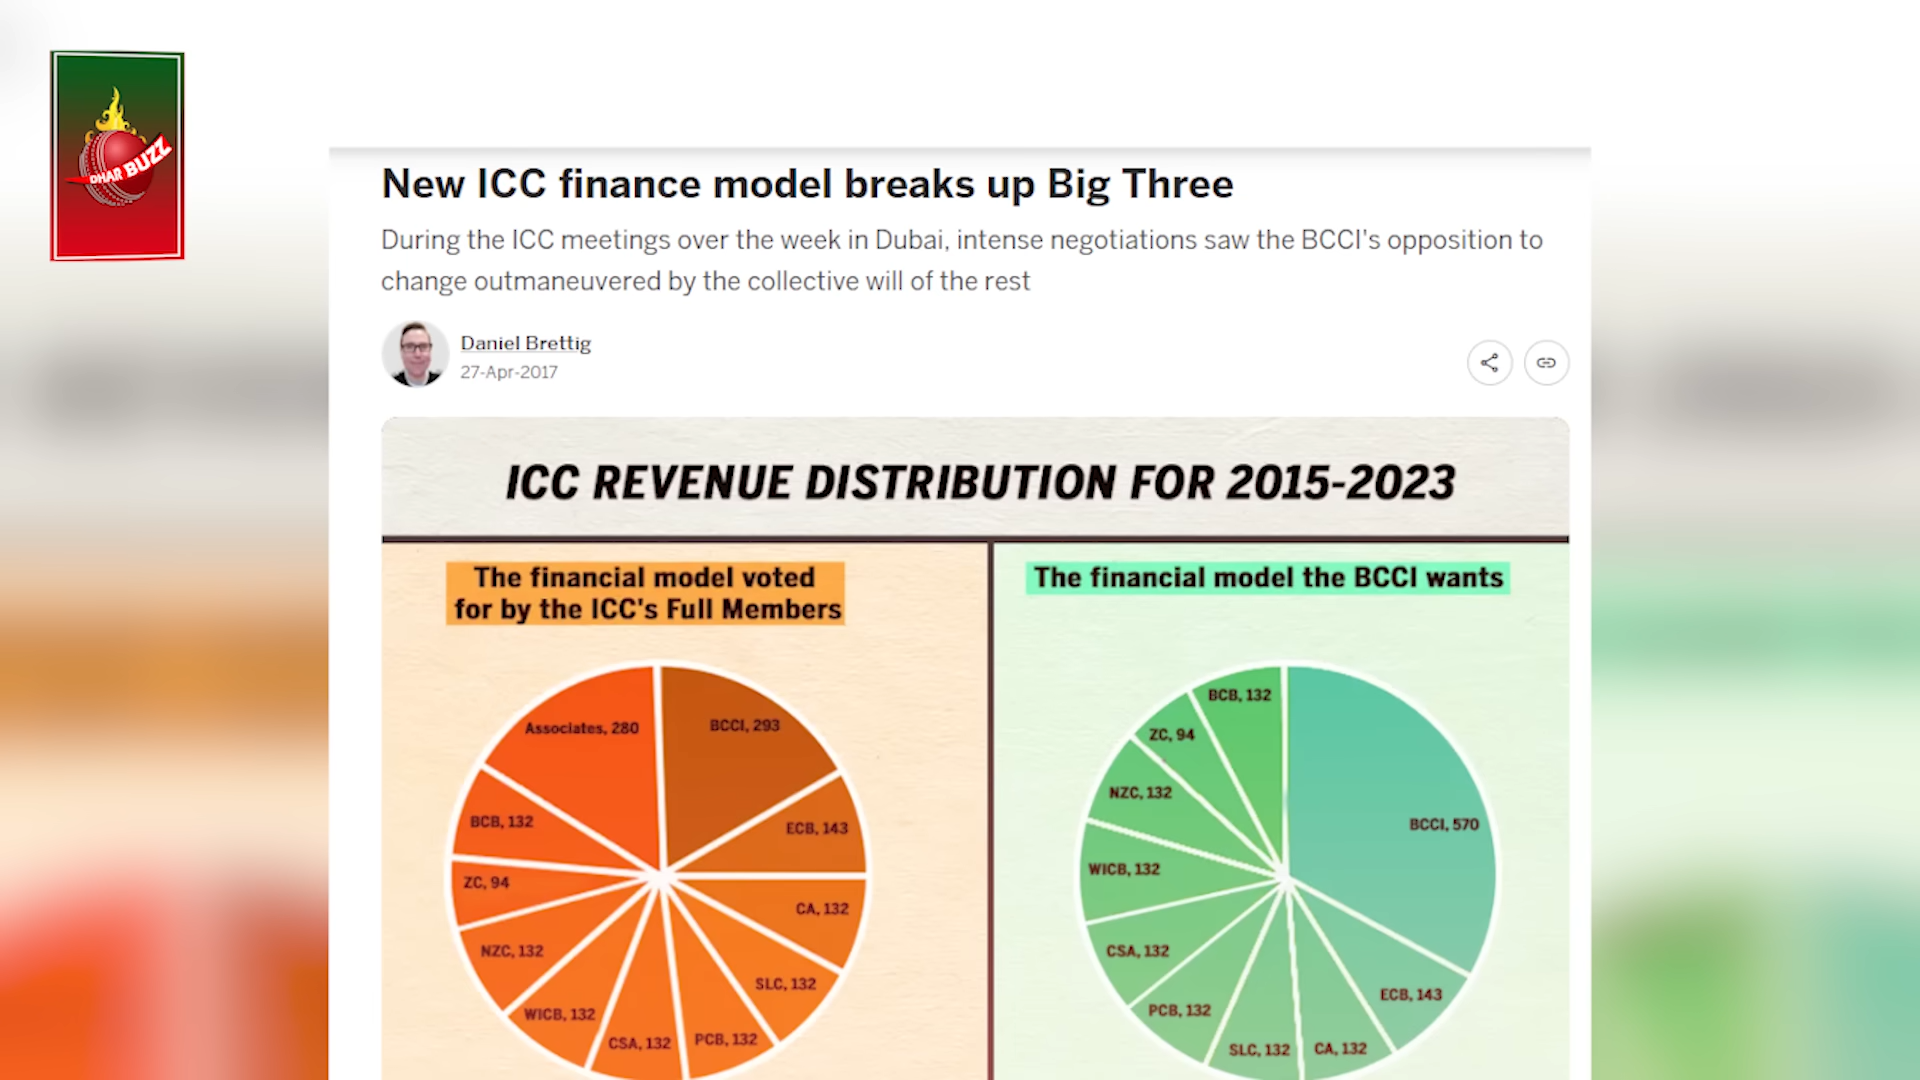 DHAR BUZZ
New ICC finance model breaks up Big Three
During the ICC meetings over the week in Dubai, intense negotiations saw the BCCI's opposition to
change outmaneuvered by the collective will of the rest
Daniel Brettig
27-Apr-2017
ICC REVENUE DISTRIBUTION FOR 2015-2023
The financial model voted
for by the ICC's Full Members
Associates, 280
BCCI, 293
BCB, 132
ECB, 143
ZC, 94
CA, 132
NZC, 132
SLC, 132
WICB, 132
CSA, 132
PCB, 132
The financial model the BCCI wants
BCB, 132
ZC, 94
NZC, 132
BCCI, 570
WICB, 132
CSA, 132
ECB, 143
PCB, 132
SLC, 132
CA, 132